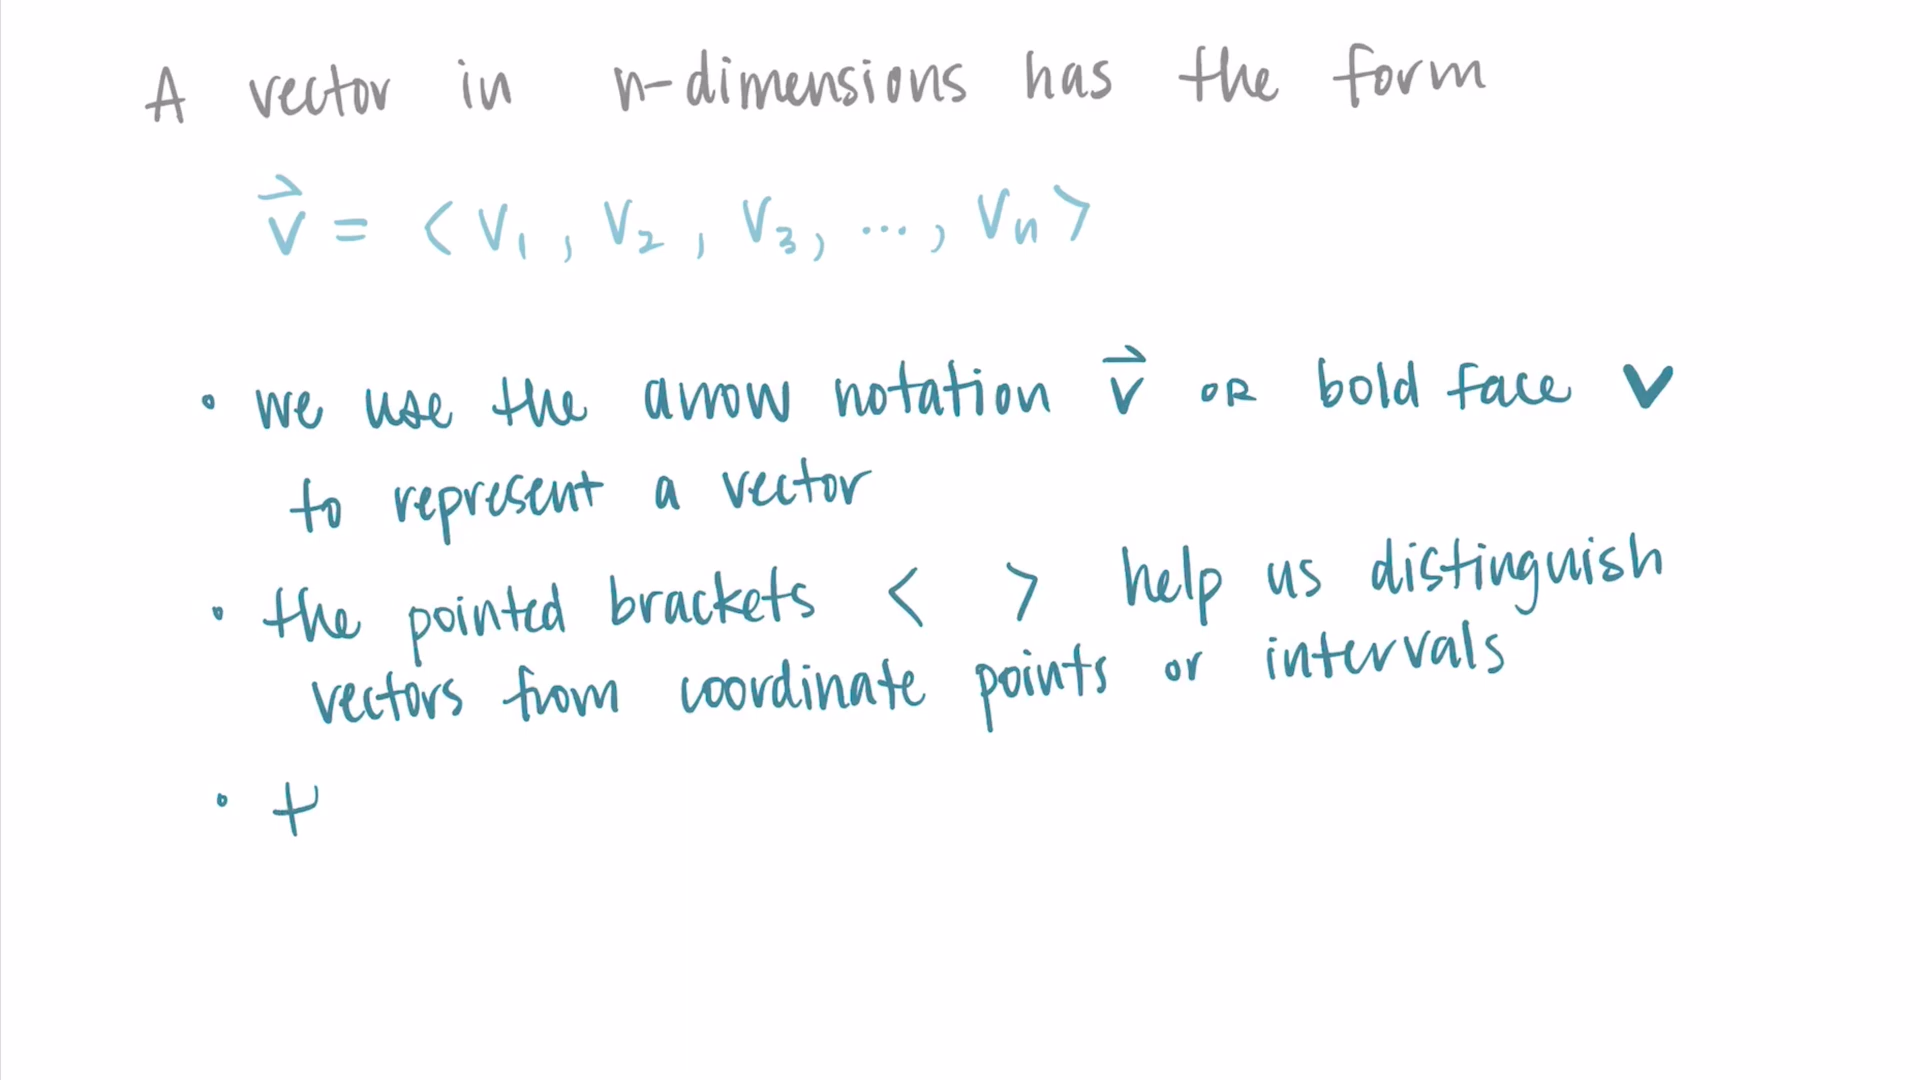 A vector in n-dimensions has the form
v⃗ = < v₁ , v₂ , v₃ , ... , vₙ >
• we use the arrow notation v⃗ OR bold face **v**
to represent a vector
• the pointed brackets < > help us distinguish
vectors from coordinate points or intervals
• t